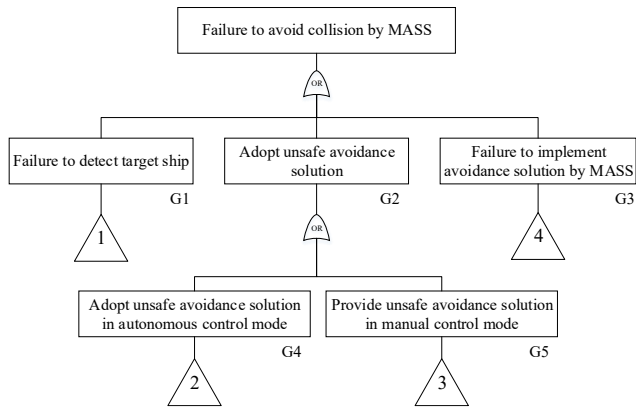 Failure to avoid collision by MASS
OR
Failure to detect target ship
Adopt unsafe avoidance
solution
Failure to implement
avoidance solution by MASS
G1
G2
G3
1
OR
4
Adopt unsafe avoidance solution
in autonomous control mode
Provide unsafe avoidance solution
in manual control mode
G4
G5
2
3